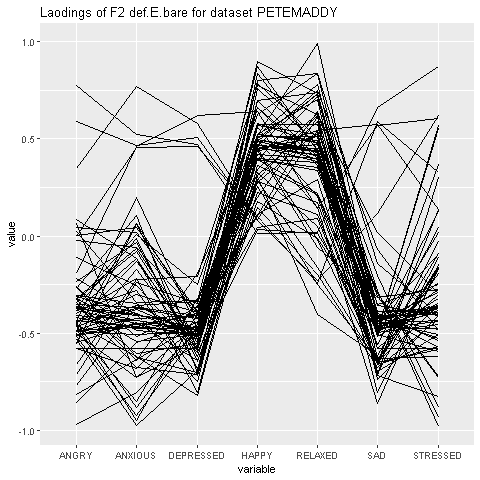 Laodings of F2 def.E.bare for dataset PETEMADDY
1.0
0.5
0.0
-0.5
-1.0
value
ANGRY ANXIOUS DEPRESSED HAPPY RELAXED SAD STRESSED
variable